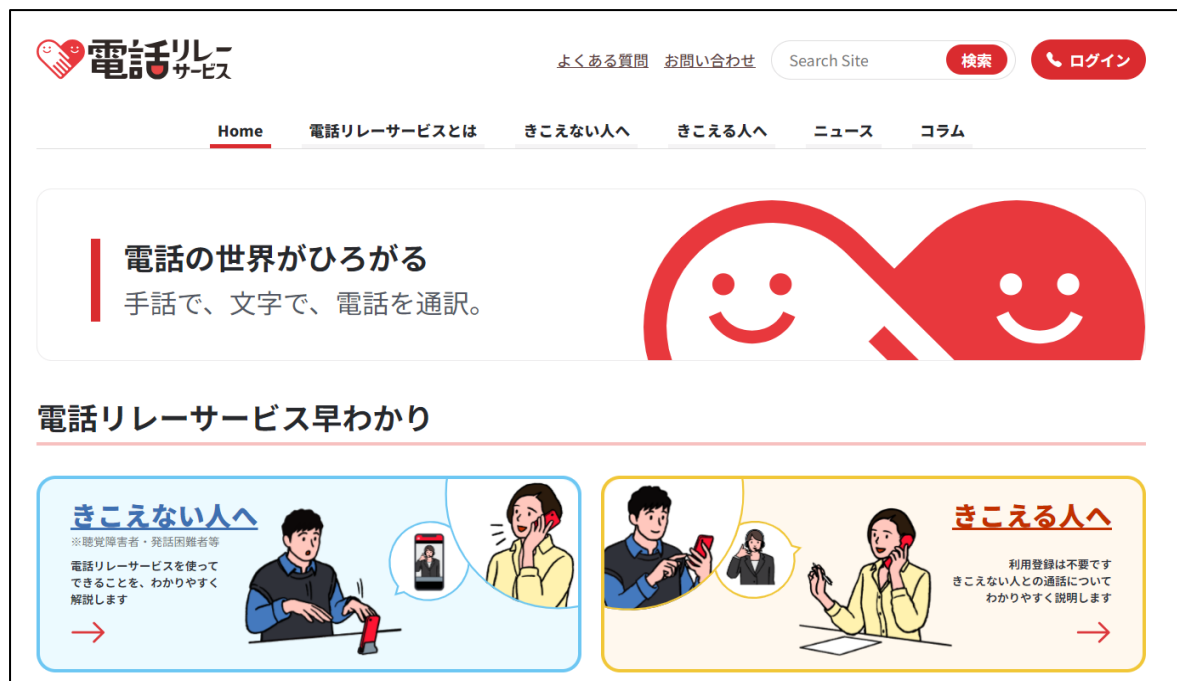 電話リレーサービス
よくある質問 お問い合わせ Search Site 検索 ログイン
Home 電話リレーサービスとは きこえない人へ きこえる人へ ニュース コラム
電話の世界がひろがる
手話で、文字で、電話を通訳。
電話リレーサービス早わかり
きこえない人へ
※聴覚障害者・発話困難者等
電話リレーサービスを使って
できることを、わかりやすく
解説します
きこえる人へ
利用登録は不要です
きこえない人との通話について
わかりやすく説明します